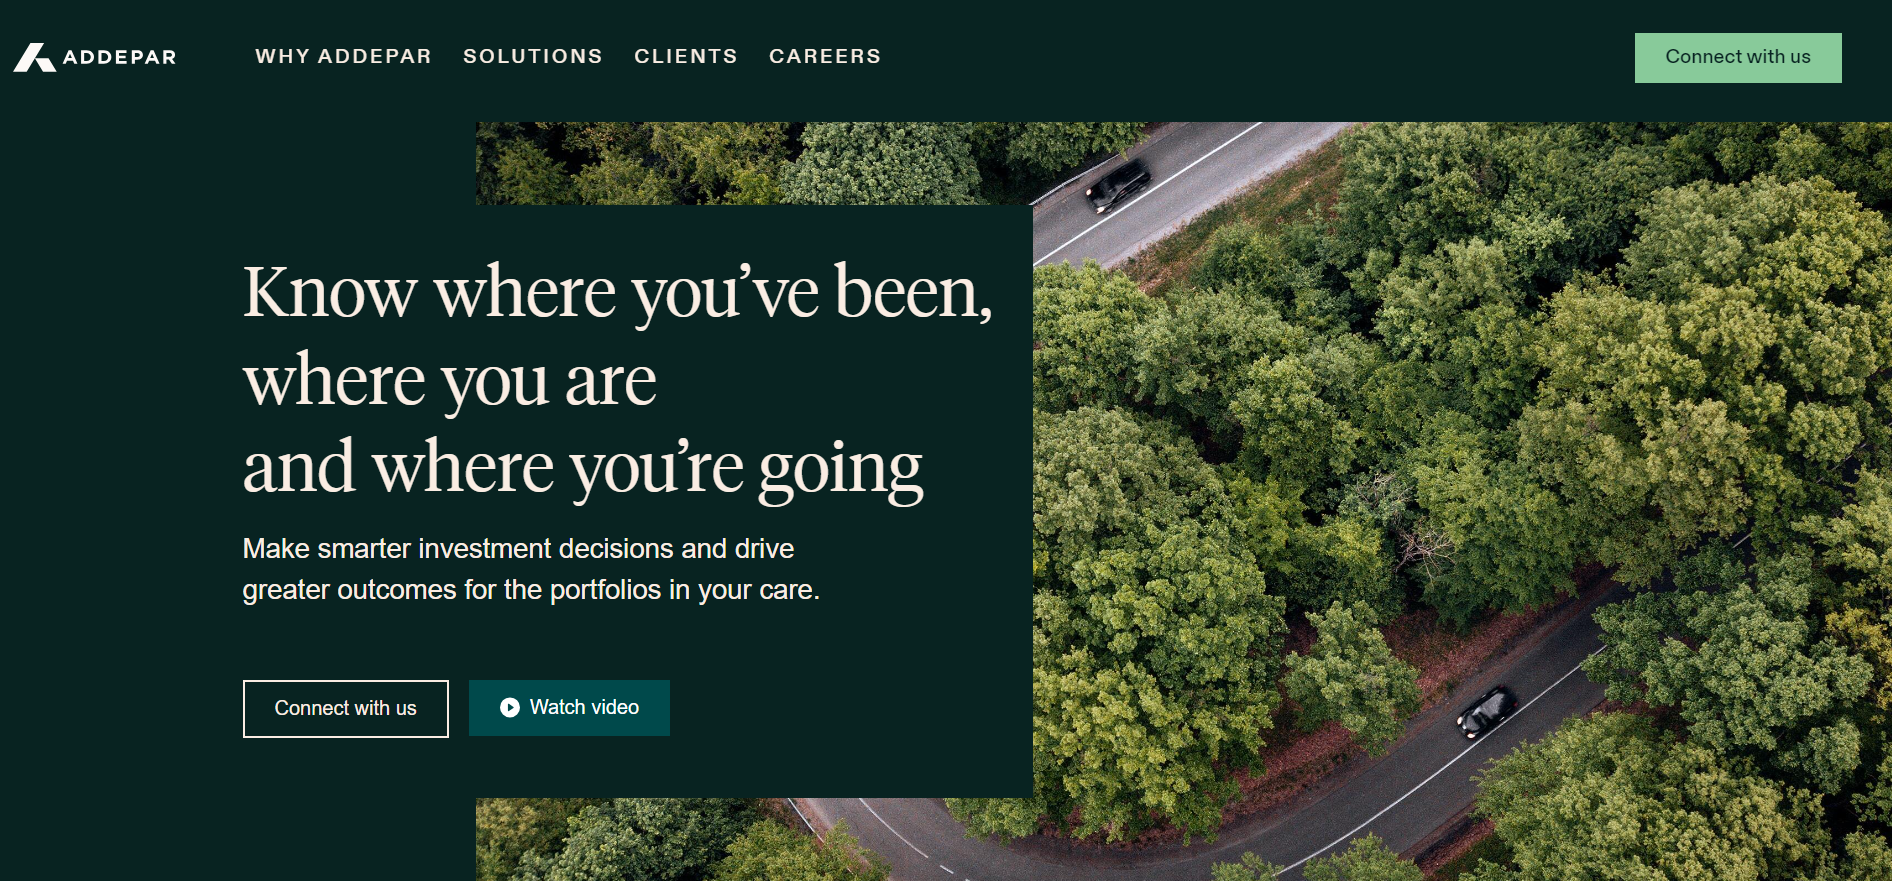 ADDEPAR
WHY ADDEPAR
SOLUTIONS
CLIENTS
CAREERS
Connect with us
Know where you’ve been,
where you are
and where you’re going
Make smarter investment decisions and drive
greater outcomes for the portfolios in your care.
Connect with us
Watch video